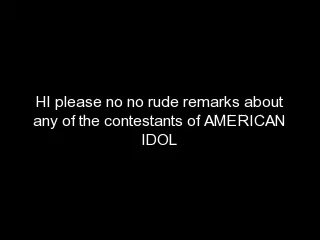 HI please no no rude remarks about
any of the contestants of AMERICAN
IDOL